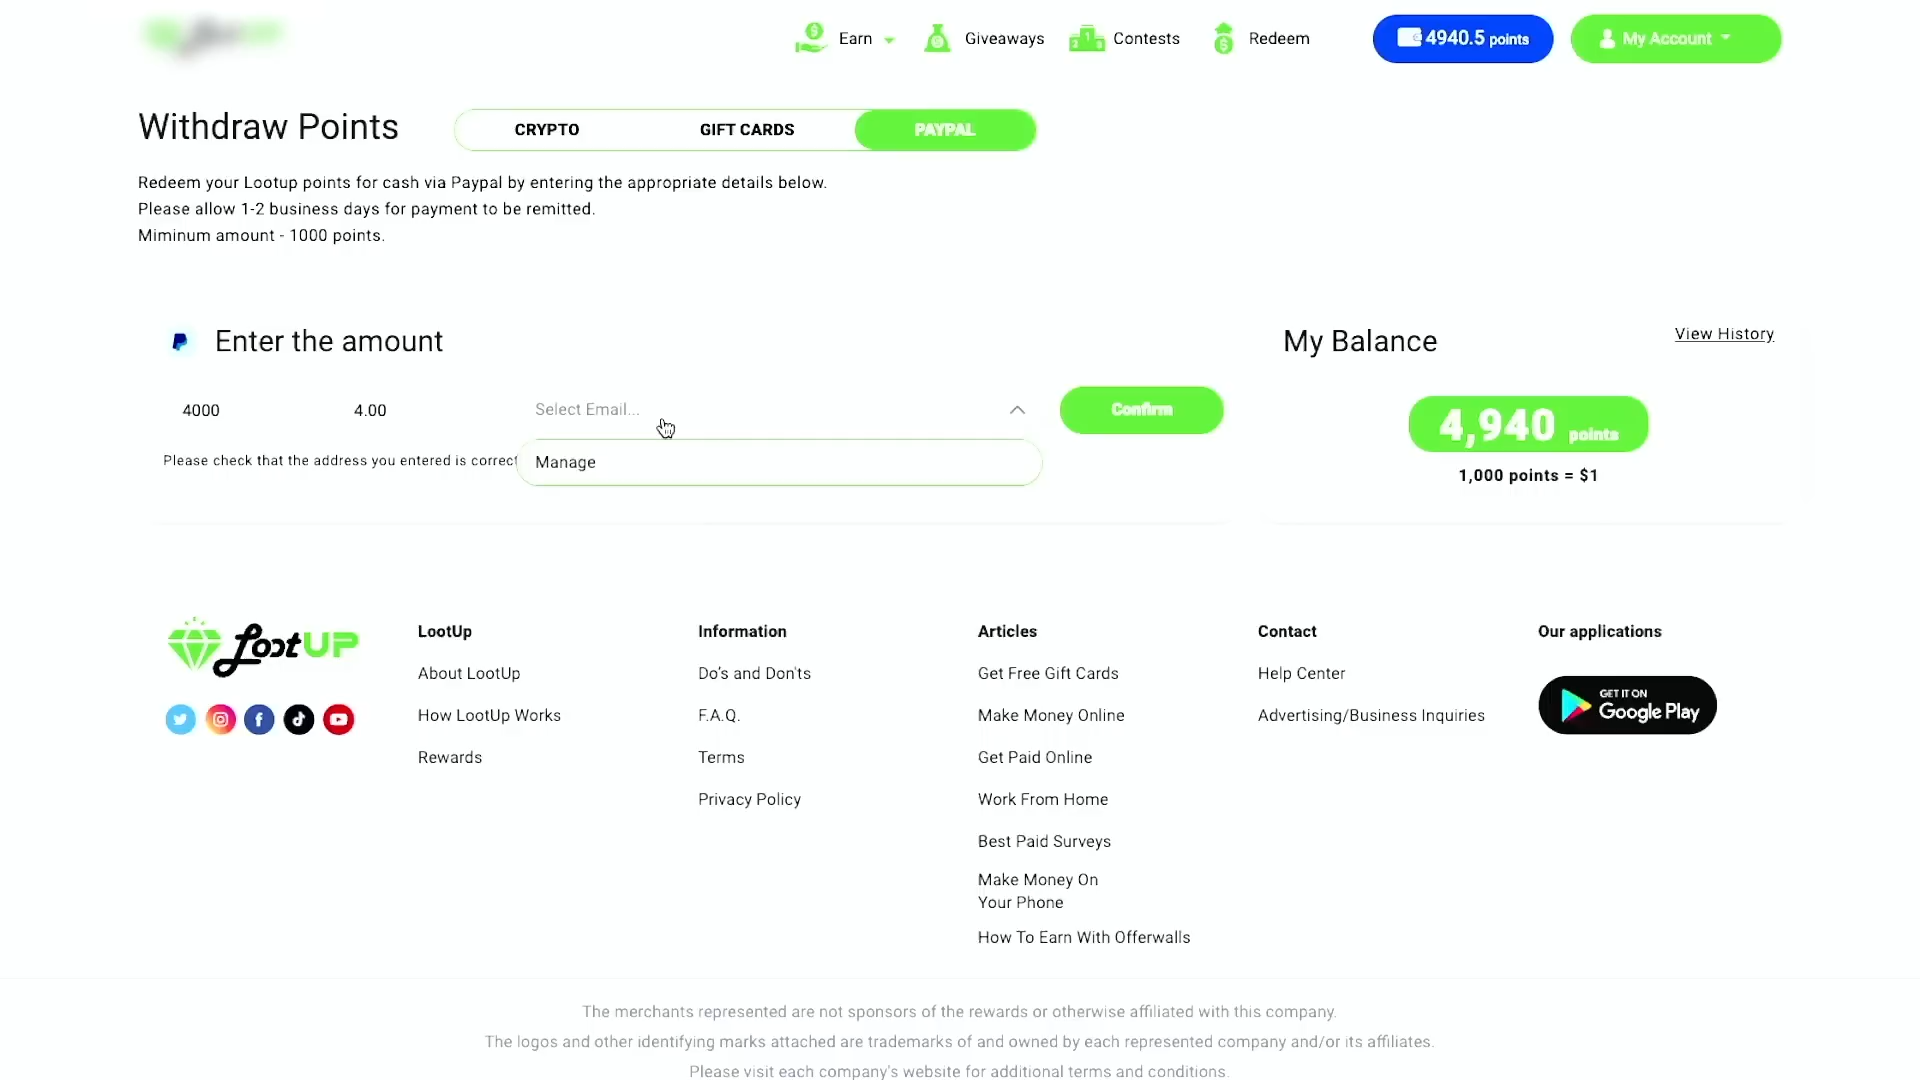 Earn
Giveaways
Contests
Redeem
4940.5 points
My Account
Withdraw Points
CRYPTO
GIFT CARDS
PAYPAL
Redeem your Lootup points for cash via Paypal by entering the appropriate details below.
Please allow 1-2 business days for payment to be remitted.
Miminum amount - 1000 points.
Enter the amount
4000
4.00
Select Email...
Confirm
Please check that the address you entered is correct
Manage
My Balance
View History
4,940 points
1,000 points = $1
LootUP
LootUp
About LootUp
How LootUp Works
Rewards
Information
Do's and Don'ts
F.A.Q.
Terms
Privacy Policy
Articles
Get Free Gift Cards
Make Money Online
Get Paid Online
Work From Home
Best Paid Surveys
Make Money On
Your Phone
How To Earn With Offerwalls
Contact
Help Center
Advertising/Business Inquiries
Our applications
GET IT ON
Google Play
The merchants represented are not sponsors of the rewards or otherwise affiliated with this company.
The logos and other identifying marks attached are trademarks of and owned by each represented company and/or its affiliates.
Please visit each company's website for additional terms and conditions.